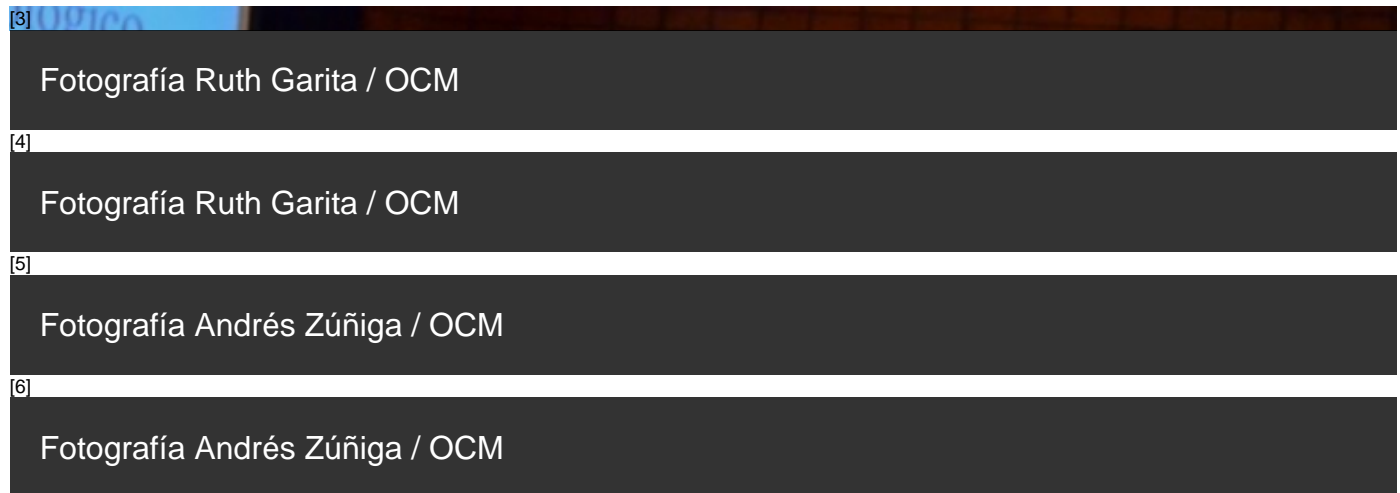 [3]
Fotografía Ruth Garita / OCM
[4]
Fotografía Ruth Garita / OCM
[5]
Fotografía Andrés Zúñiga / OCM
[6]
Fotografía Andrés Zúñiga / OCM